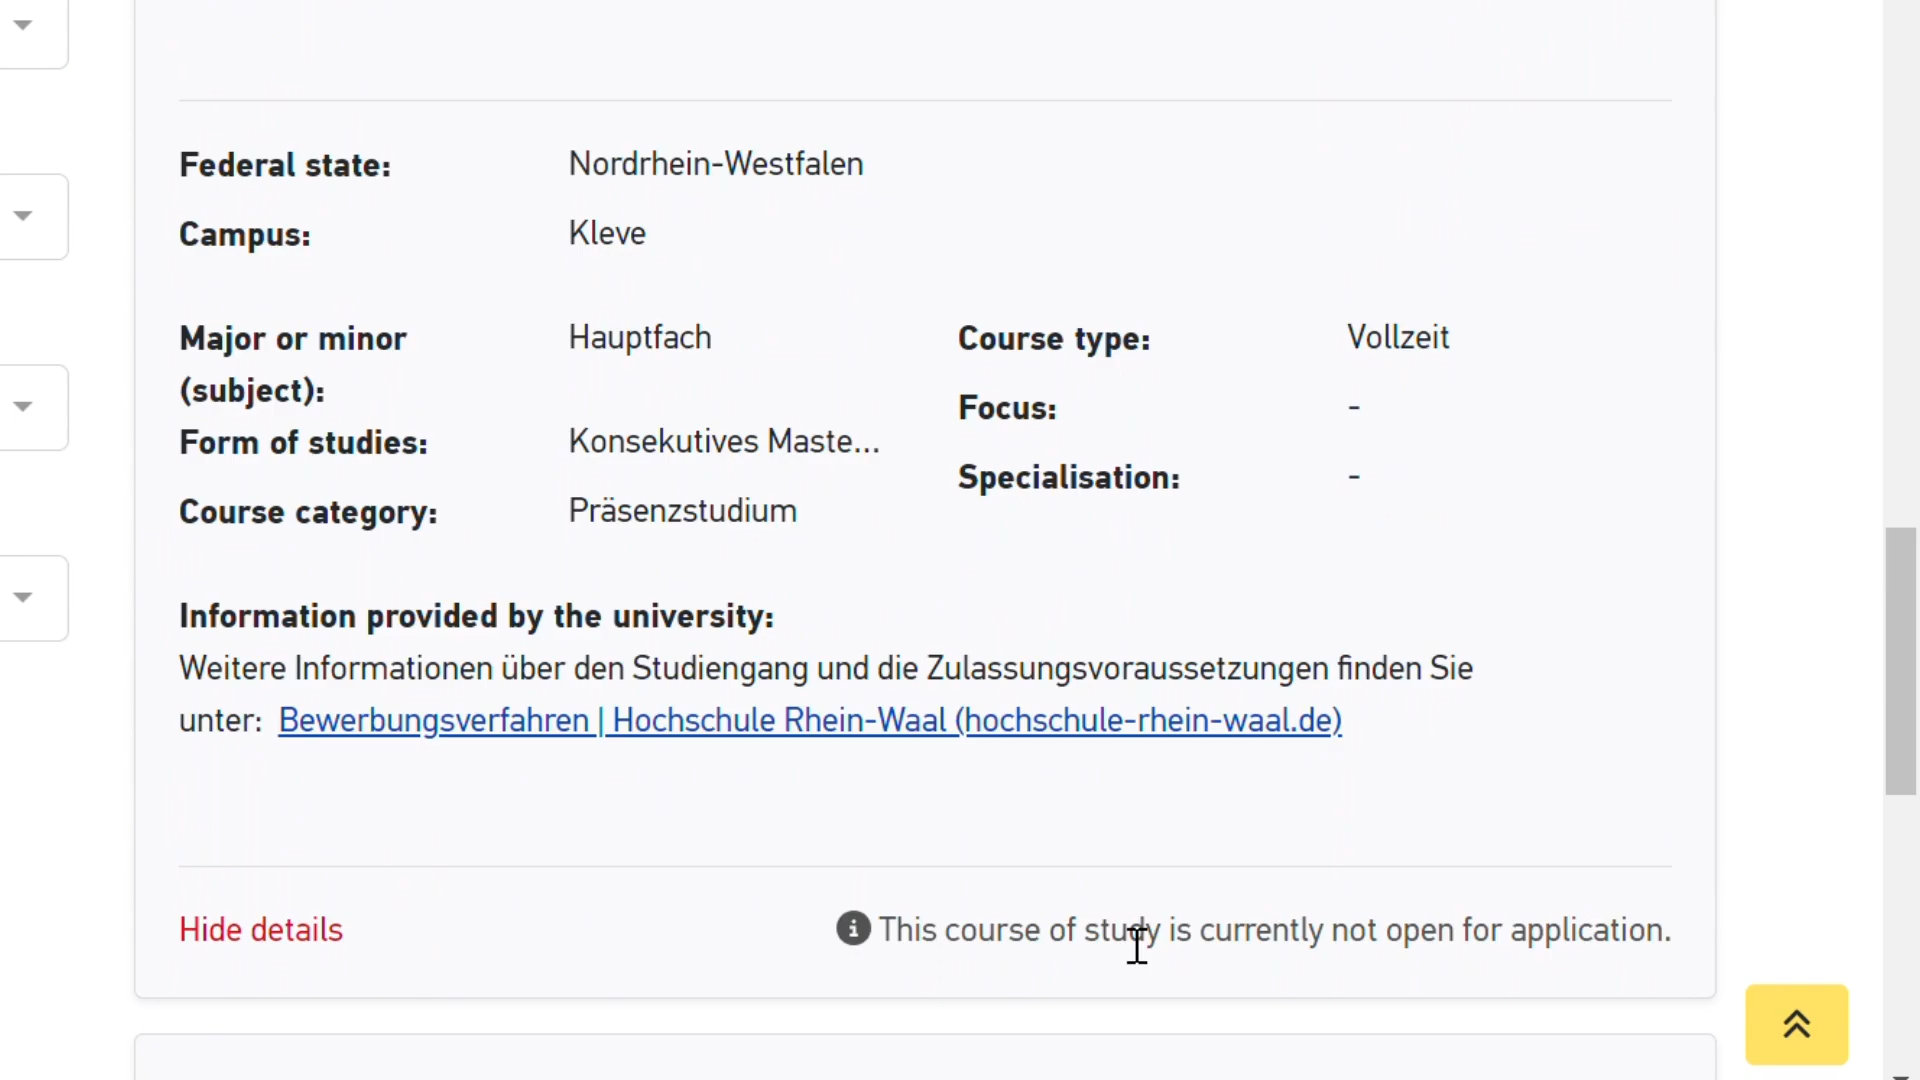 Federal state: Nordrhein-Westfalen
Campus: Kleve
Major or minor (subject): Hauptfach
Form of studies: Konsekutives Maste...
Course category: Präsenzstudium
Course type: Vollzeit
Focus: -
Specialisation: -
Information provided by the university:
Weitere Informationen über den Studiengang und die Zulassungsvoraussetzungen finden Sie
unter: Bewerbungsverfahren | Hochschule Rhein-Waal (hochschule-rhein-waal.de)
Hide details
This course of study is currently not open for application.